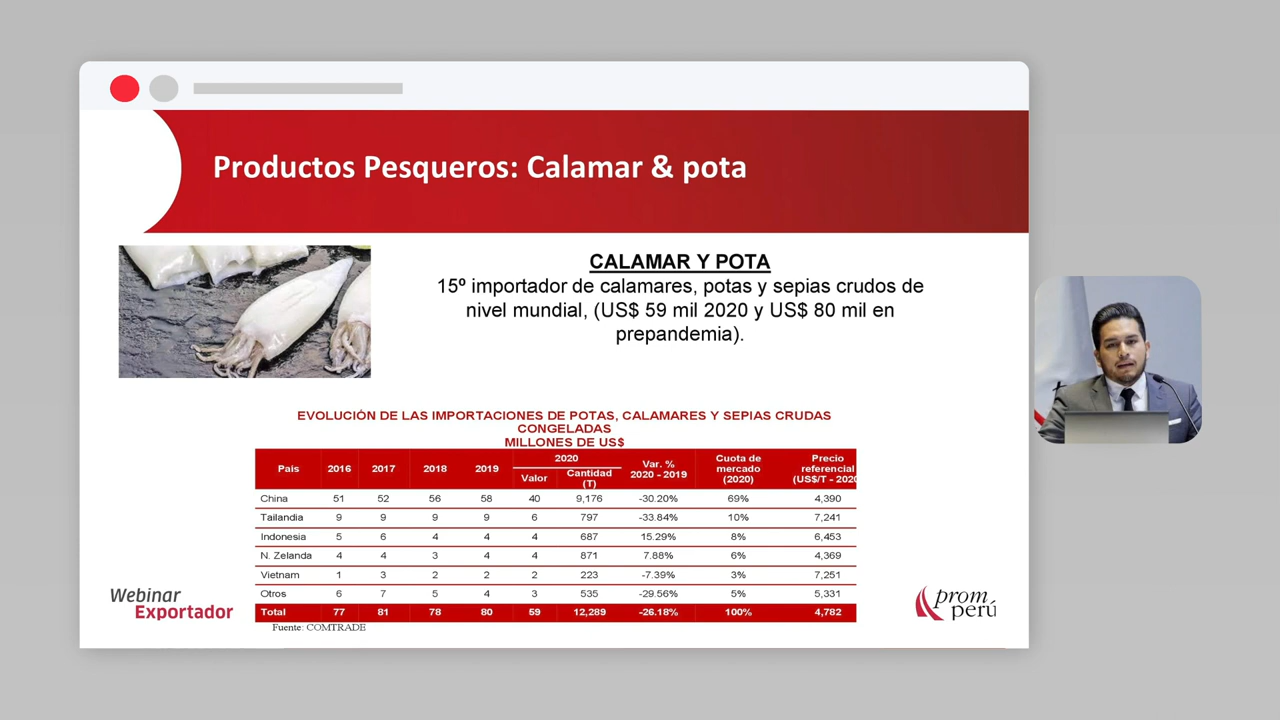 Productos Pesqueros: Calamar & pota
CALAMAR Y POTA
15º importador de calamares, potas y sepias crudos de
nivel mundial, (US$ 59 mil 2020 y US$ 80 mil en
prepandemia).
EVOLUCIÓN DE LAS IMPORTACIONES DE POTAS, CALAMARES Y SEPIAS CRUDAS
CONGELADAS
MILLONES DE US$
Pais 2016 2017 2018 2019 2020 Valor Cantidad (T) Var. % 2020 - 2019 Cuota de mercado (2020) Precio referencial (US$/T - 2020
China 51 52 56 58 40 9,176 -30.20% 69% 4,390
Tailandia 9 9 9 9 6 797 -33.84% 10% 7,241
Indonesia 5 6 4 4 4 687 15.29% 8% 6,453
N. Zelanda 4 4 3 4 4 871 7.88% 6% 4,369
Vietnam 1 3 2 2 2 223 -7.39% 3% 7,251
Otros 6 7 5 4 3 535 -29.56% 5% 5,331
Total 77 81 78 80 59 12,289 -26.18% 100% 4,782
Fuente: COMTRADE
Webinar
Exportador
prom
perú